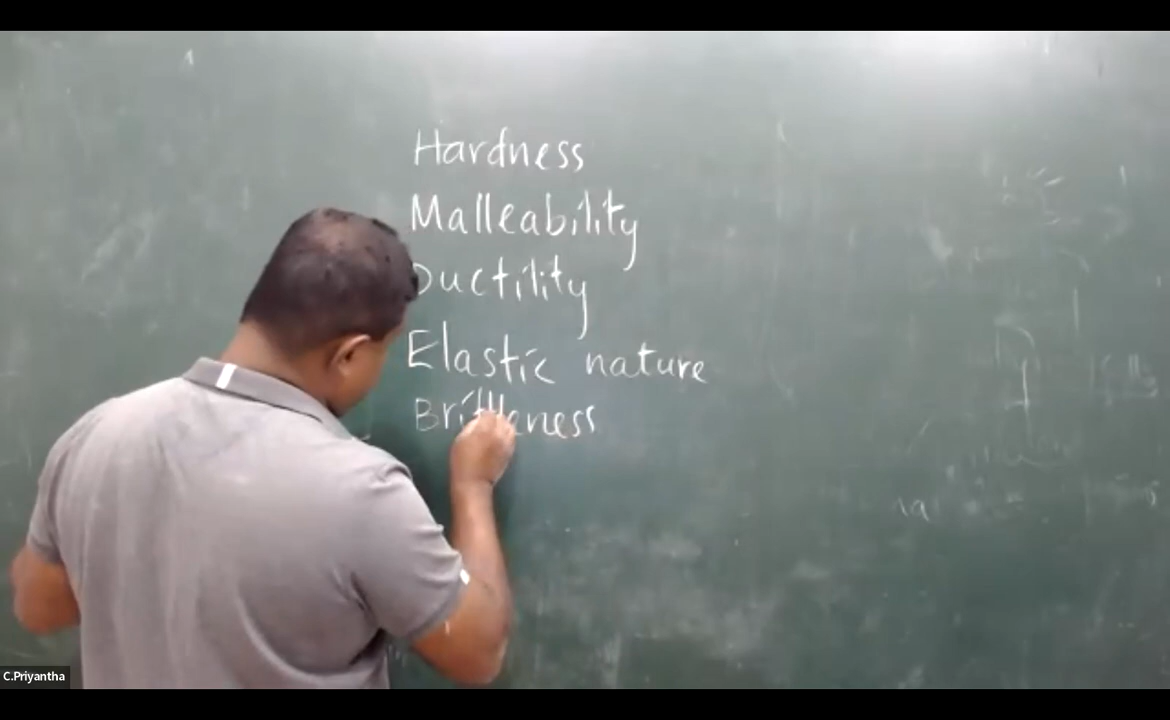 Hardness
Malleability
Ductility
Elastic nature
Brittleness
C.Priyantha